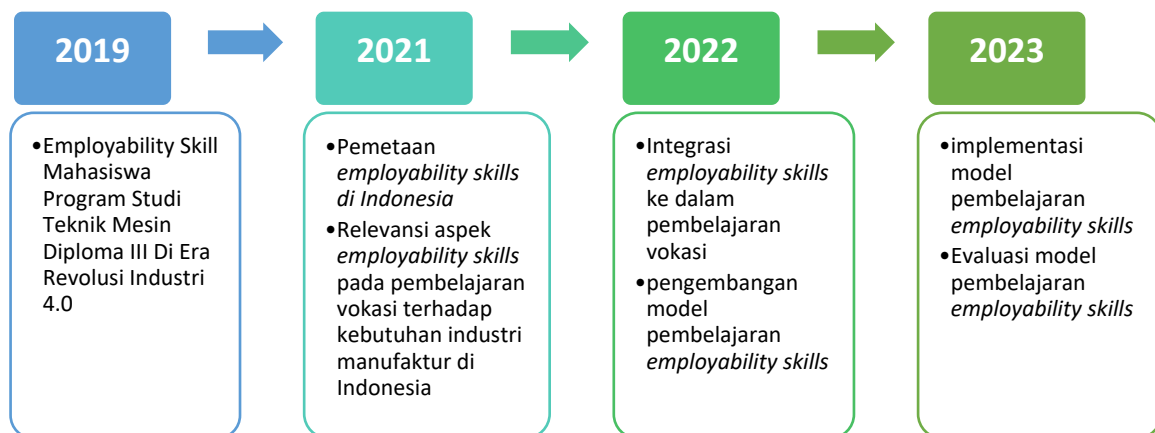 2019
•Employability Skill
Mahasiswa
Program Studi
Teknik Mesin
Diploma III Di Era
Revolusi Industri
4.0
2021
•Pemetaan
employability skills
di Indonesia
•Relevansi aspek
employability skills
pada pembelajaran
vokasi terhadap
kebutuhan industri
manufaktur di
Indonesia
2022
•Integrasi
employability skills
ke dalam
pembelajaran
vokasi
•pengembangan
model
pembelajaran
employability skills
2023
•implementasi
model
pembelajaran
employability skills
•Evaluasi model
pembelajaran
employability skills